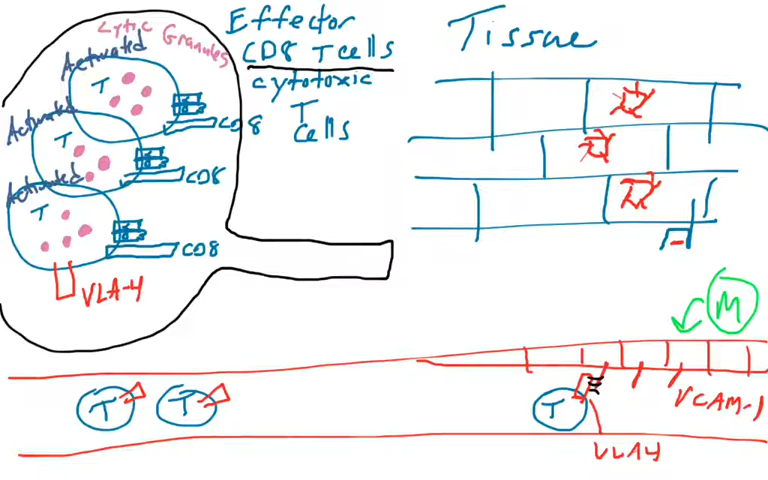 Lytic Granules
Activated
T
CD8
Activated
T
CD8
Activated
T
CD8
VLA-4
Effector
CD8 T cells
cytotoxic
T
cells
Tissue
M
T
T
T
VCAM-1
VLA4